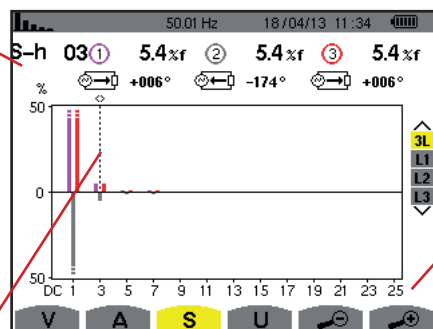 50.01 Hz 18/04/13 11:34
S-h 03 1 5.4%f 2 5.4%f 3 5.4%f
+006° -174° +006°
%
50
0
50
3L
L1
L2
L3
DC 1 3 5 7 9 11 13 15 17 19 21 23 25
V A S U